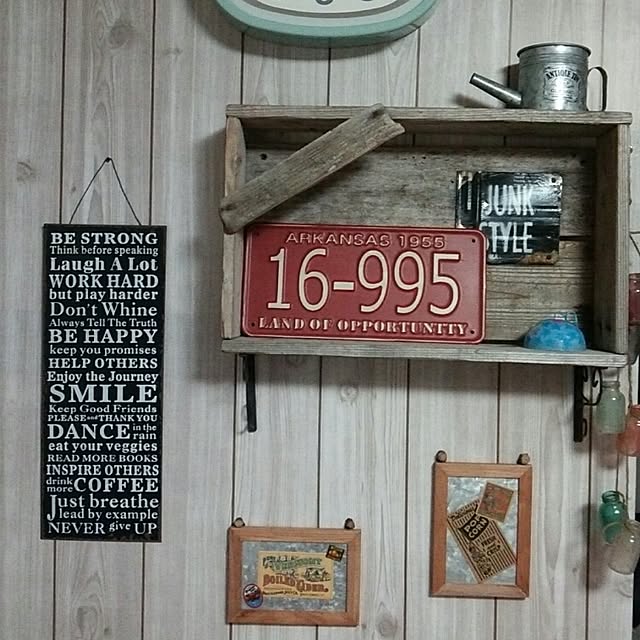 BE STRONG
Think before speaking
Laugh A Lot
WORK HARD
but play harder
Don't Whine
Always Tell The Truth
BE HAPPY
keep you promises
HELP OTHERS
Enjoy the Journey
SMILE
Keep Good Friends
PLEASE and THANK YOU
DANCE in the rain
eat your veggies
READ MORE BOOKS
INSPIRE OTHERS
drink more COFFEE
Just breathe
lead by example
NEVER give UP
ARKANSAS 1955
16-995
LAND OF OPPORTUNITY
JUNK
STYLE
BOILED CIDER
POP
CORN